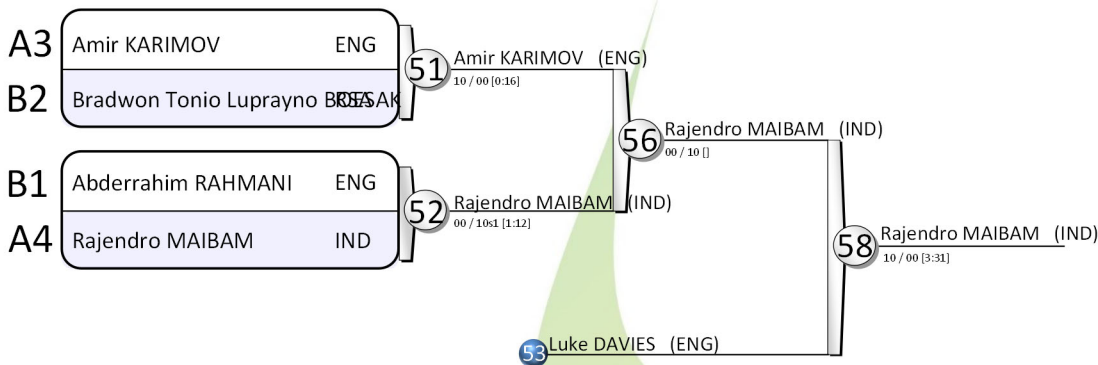 A3 Amir KARIMOV ENG
B2 Bradwon Tonio Luprayno BOESAK RSA
51 Amir KARIMOV (ENG)
10 / 00 [0:16]
B1 Abderrahim RAHMANI ENG
A4 Rajendro MAIBAM IND
52 Rajendro MAIBAM (IND)
00 / 10s1 [1:12]
56 Rajendro MAIBAM (IND)
00 / 10 []
53 Luke DAVIES (ENG)
58 Rajendro MAIBAM (IND)
10 / 00 [3:31]